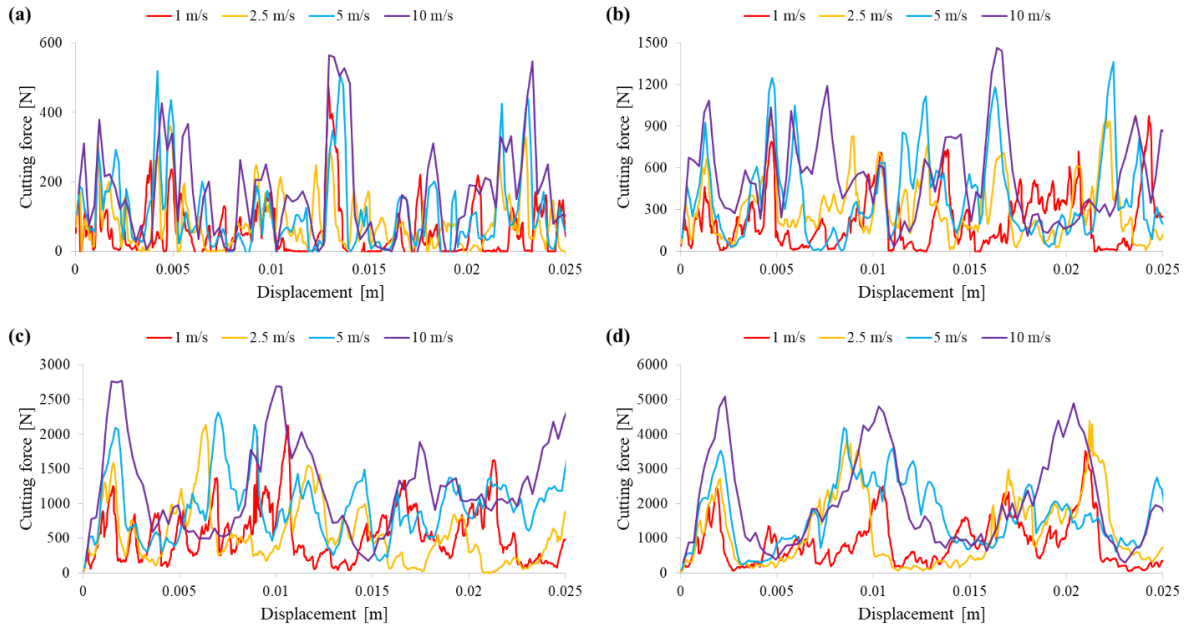 (a) 1 m/s 2.5 m/s 5 m/s 10 m/s
600
400
200
0
Cutting force [N]
0 0.005 0.01 0.015 0.02 0.025
Displacement [m]
(b) 1 m/s 2.5 m/s 5 m/s 10 m/s
1500
1200
900
600
300
0
Cutting force [N]
0 0.005 0.01 0.015 0.02 0.025
Displacement [m]
(c) 1 m/s 2.5 m/s 5 m/s 10 m/s
3000
2500
2000
1500
1000
500
0
Cutting force [N]
0 0.005 0.01 0.015 0.02 0.025
Displacement [m]
(d) 1 m/s 2.5 m/s 5 m/s 10 m/s
6000
5000
4000
3000
2000
1000
0
Cutting force [N]
0 0.005 0.01 0.015 0.02 0.025
Displacement [m]